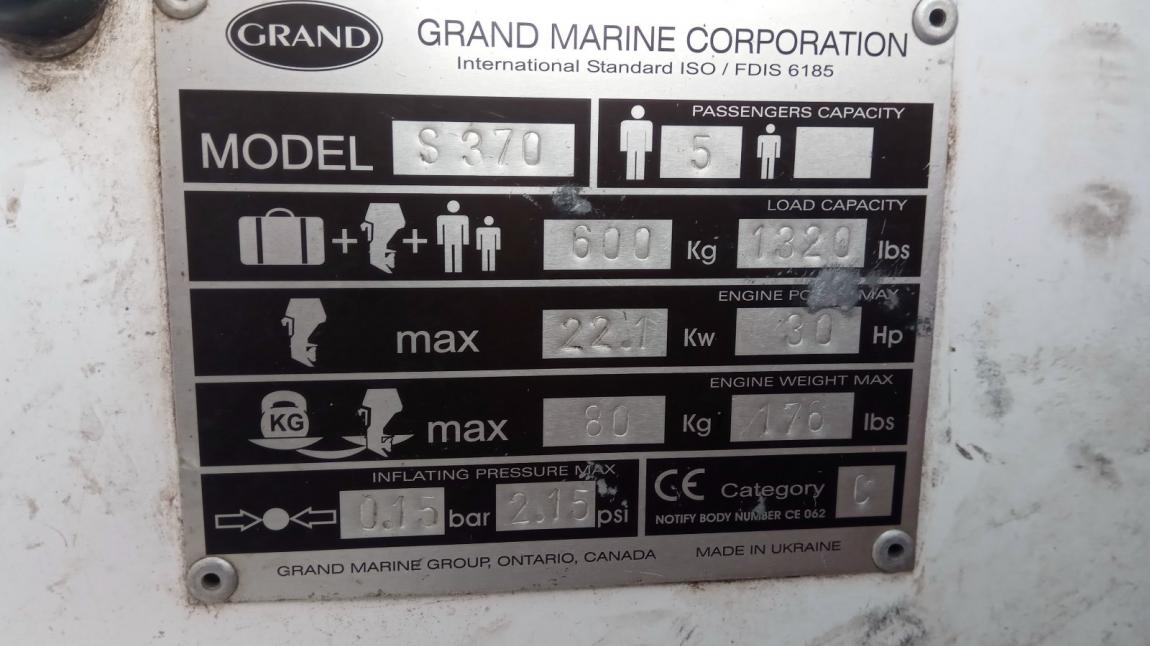 GRAND
GRAND MARINE CORPORATION
International Standard ISO / FDIS 6185
MODEL S 370
PASSENGERS CAPACITY
5
LOAD CAPACITY
+ + 600 Kg 1320 lbs
ENGINE MAX
max 22.1 Kw 30 Hp
ENGINE WEIGHT MAX
KG max 80 Kg 176 lbs
INFLATING PRESSURE MAX
0.15 bar 2.15 psi
CE Category C
NOTIFY BODY NUMBER CE 062
GRAND MARINE GROUP, ONTARIO, CANADA
MADE IN UKRAINE